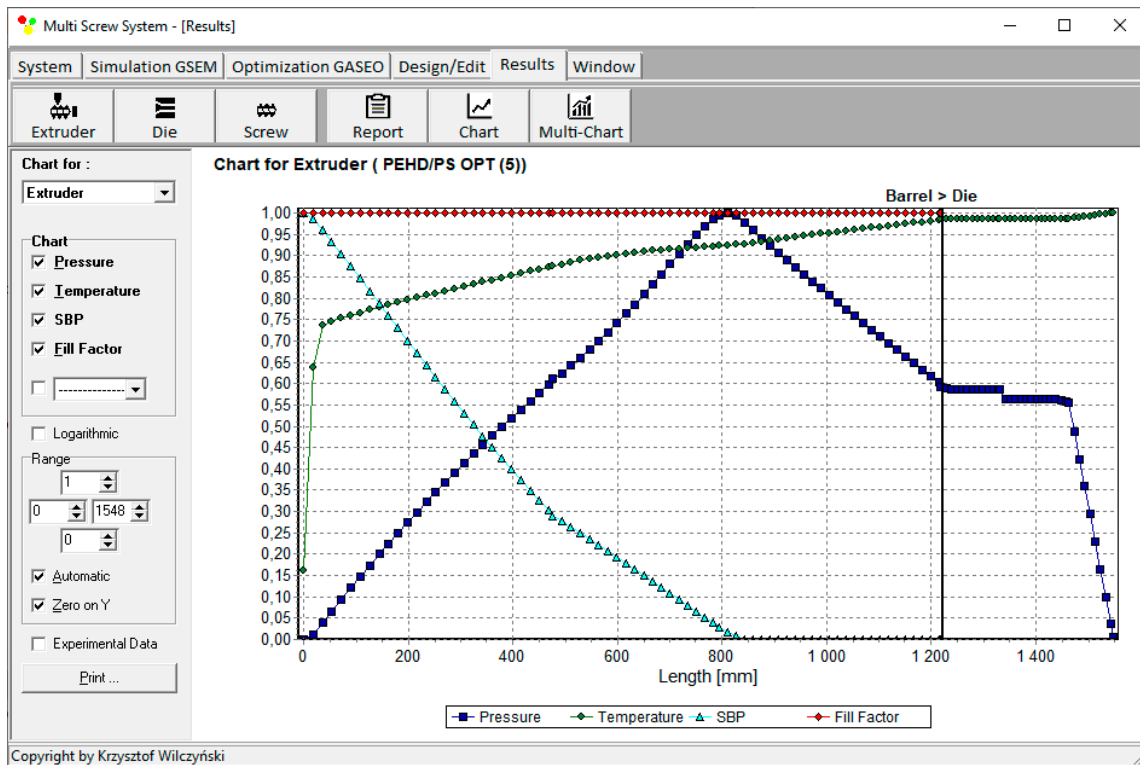 Multi Screw System - [Results]
System Simulation GSEM Optimization GASEO Design/Edit Results Window
Extruder Die Screw Report Chart Multi-Chart
Chart for :
Extruder
Chart
Pressure
Temperature
SBP
Fill Factor
---------------
Logarithmic
Range
1
0 1548
0
Automatic
Zero on Y
Experimental Data
Print ...
Chart for Extruder ( PEHD/PS OPT (5))
Barrel > Die
1,00
0,95
0,90
0,85
0,80
0,75
0,70
0,65
0,60
0,55
0,50
0,45
0,40
0,35
0,30
0,25
0,20
0,15
0,10
0,05
0,00
0 200 400 600 800 1 000 1 200 1 400
Length [mm]
Pressure Temperature SBP Fill Factor
Copyright by Krzysztof Wilczyński